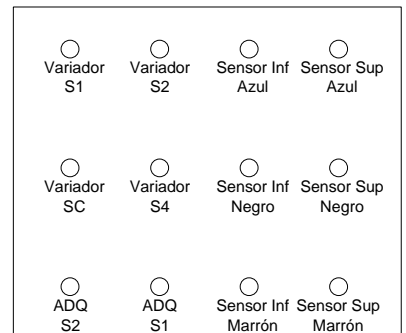 Variador Variador Sensor Inf Sensor Sup
S1 S2 Azul Azul
Variador Variador Sensor Inf Sensor Sup
SC S4 Negro Negro
ADQ ADQ Sensor Inf Sensor Sup
S2 S1 Marrón Marrón